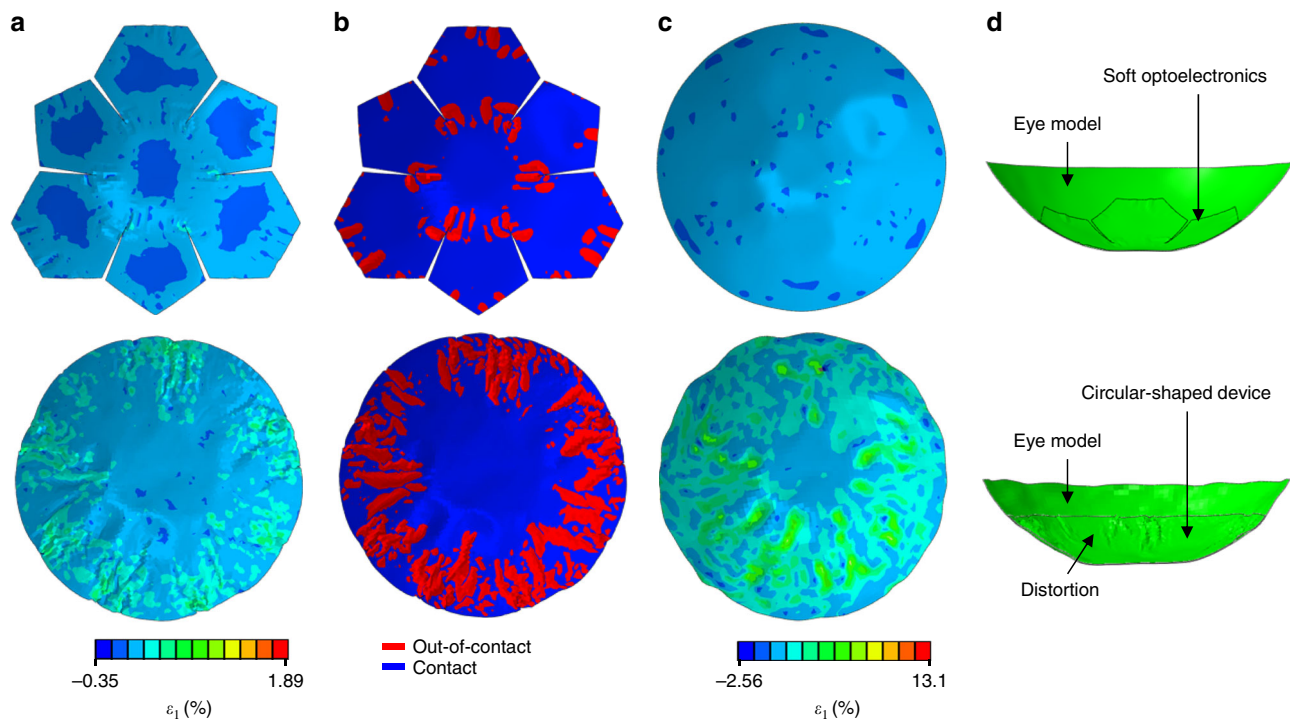 a
b
c
d
Soft optoelectronics
Eye model
Circular-shaped device
Eye model
Distortion
−0.35
1.89
ε1 (%)
Out-of-contact
Contact
−2.56
13.1
ε1 (%)